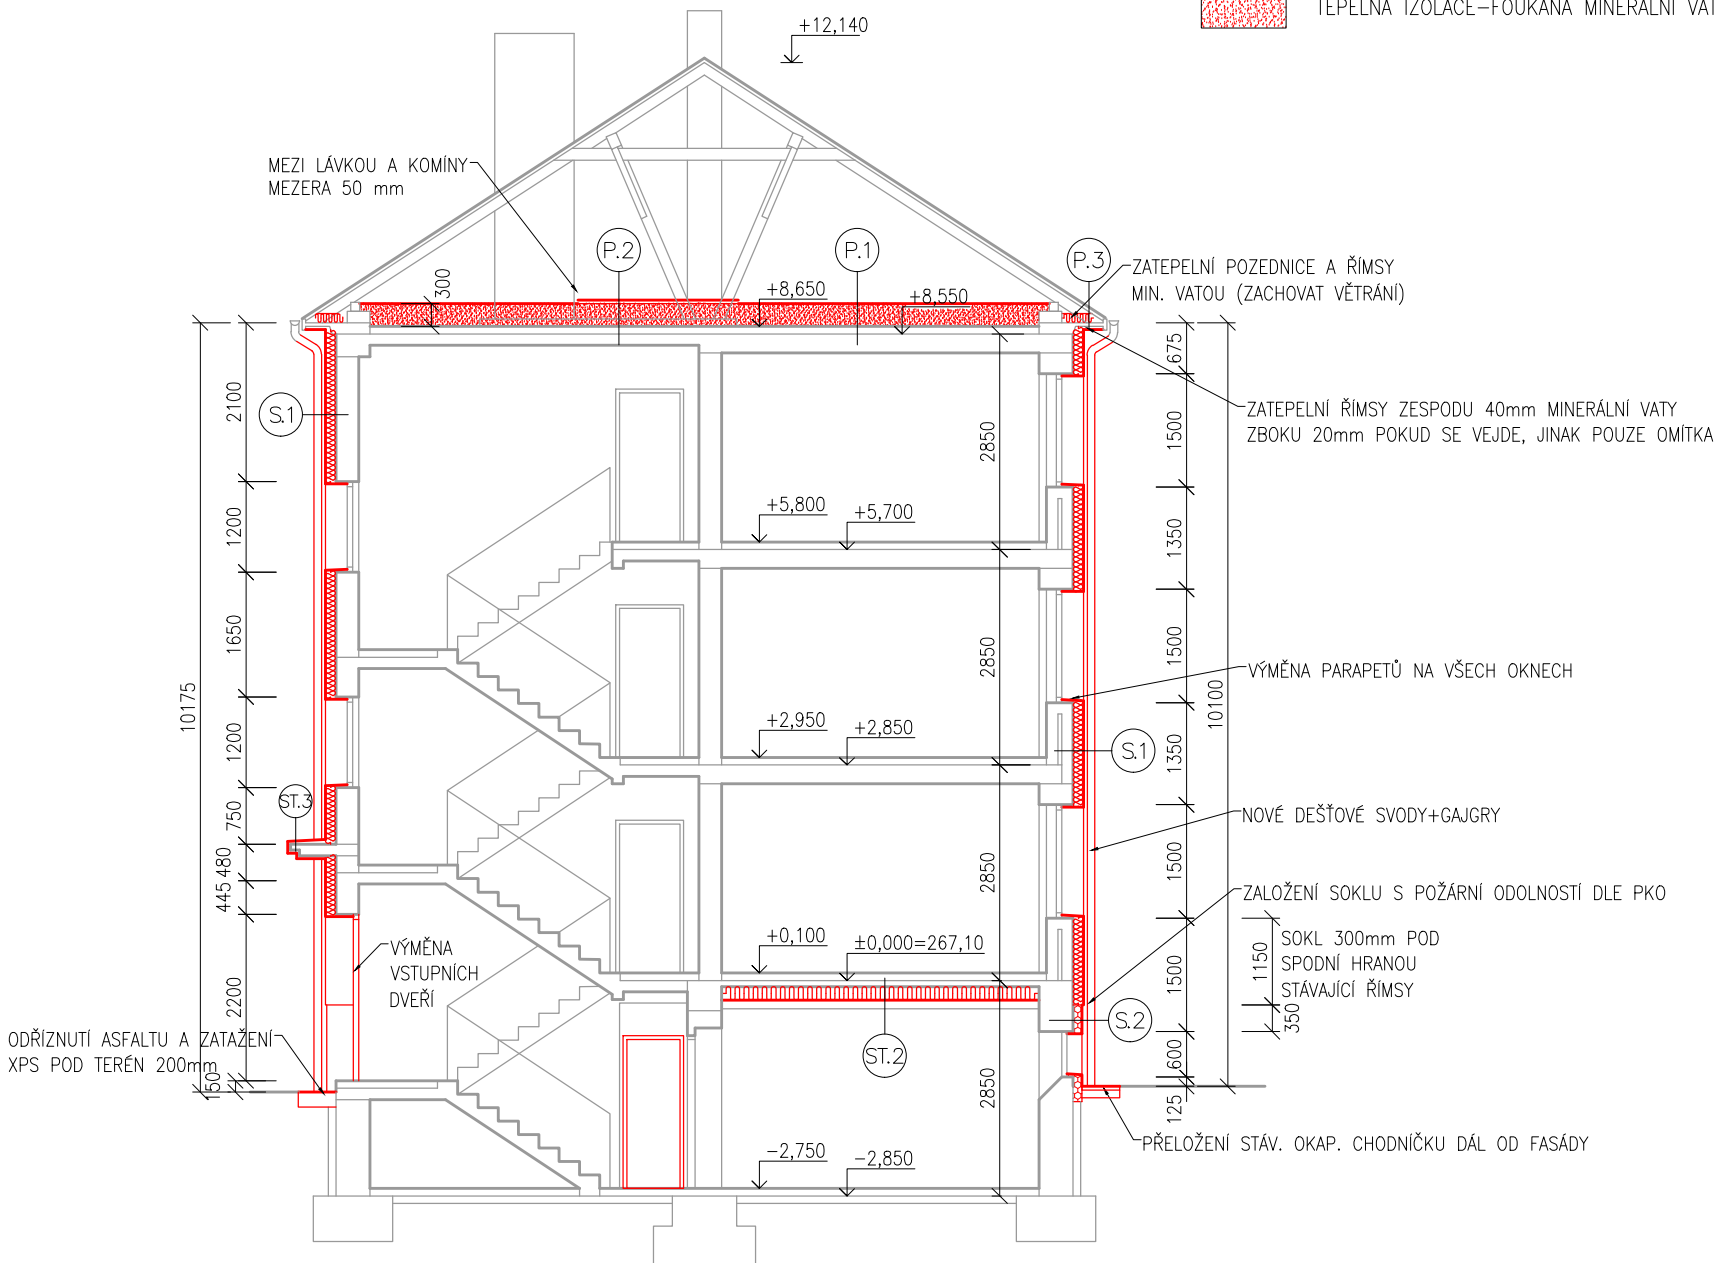 TEPELNÁ IZOLACE–FOUKANÁ MINERÁLNÍ
+12,140
MEZI LÁVKOU A KOMÍNY
MEZERA 50 mm
P.2
P.1
P.3
ZATEPELNÍ POZEDNICE A ŘÍMSY
MIN. VATOU (ZACHOVAT VĚTRÁNÍ)
300
+8,650
+8,550
675
2100
S.1
1500
ZATEPELNÍ ŘÍMSY ZESPODU 40mm MINERÁLNÍ VATY
ZBOKU 20mm POKUD SE VEJDE, JINAK POUZE OMÍTKA
2850
+5,800
+5,700
1200
1350
1650
2850
1500
VÝMĚNA PARAPETŮ NA VŠECH OKNECH
10175
10100
+2,950
+2,850
1200
1350
S.1
ST.3
750
NOVÉ DEŠŤOVÉ SVODY+GAJGRY
480
445
2850
1500
ZALOŽENÍ SOKLU S POŽÁRNÍ ODOLNOSTÍ DLE PKO
+0,100
±0,000=267,10
VÝMĚNA
VSTUPNÍCH
DVEŘÍ
1500
1150
SOKL 300mm POD
SPODNÍ HRANOU
STÁVAJÍCÍ ŘÍMSY
2200
350
S.2
ODŘÍZNUTÍ ASFALTU A ZATAŽENÍ
XPS POD TERÉN 200mm
ST.2
600
150
2850
125
PŘELOŽENÍ STÁV. OKAP. CHODNÍČKU DÁL OD FASÁDY
−2,750
−2,850